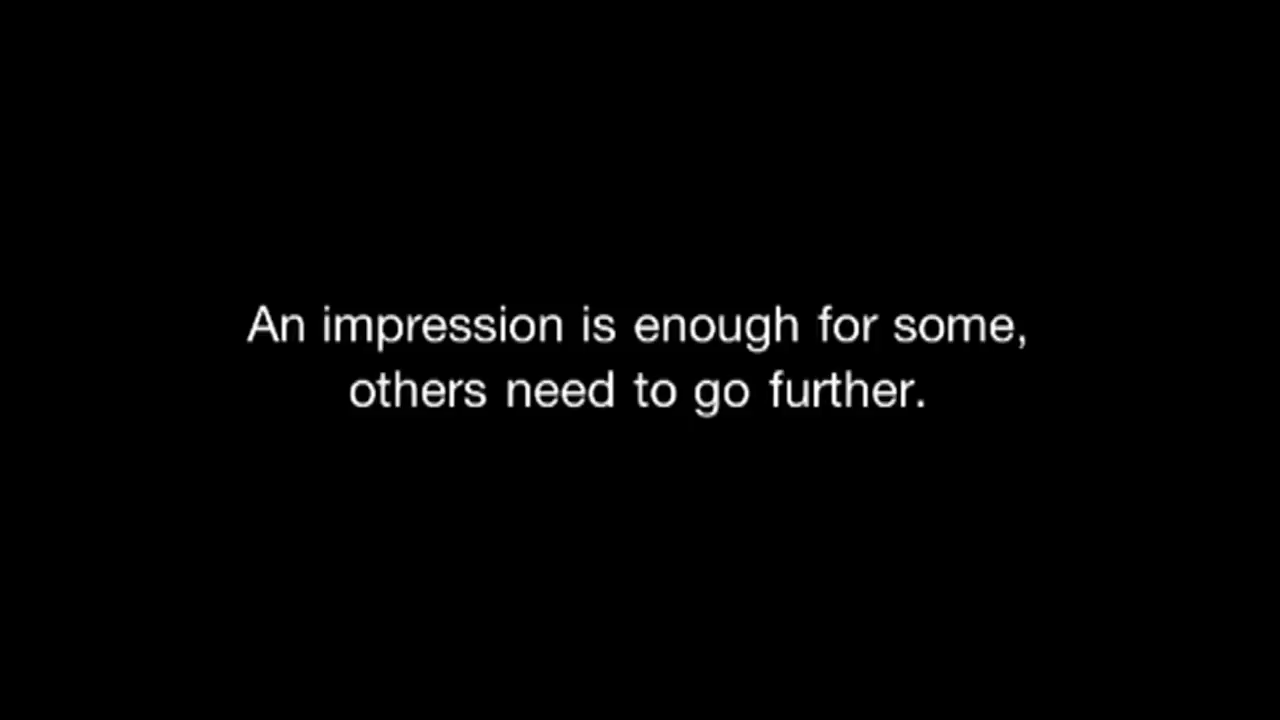 An impression is enough for some,
others need to go further.